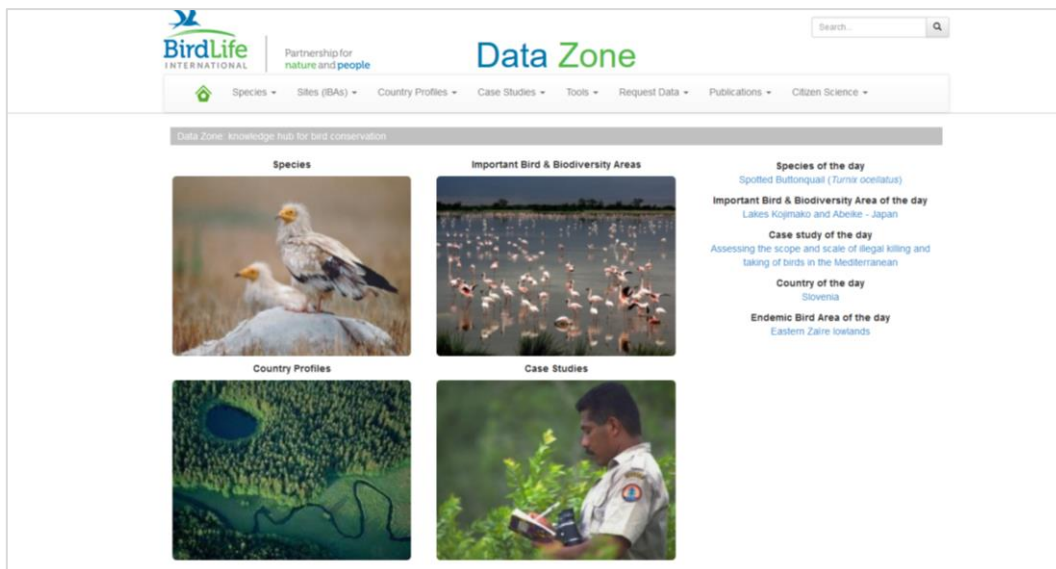 BirdLife
INTERNATIONAL
Partnership for
nature and people
Data Zone
Search...
Species
Sites (IBAs)
Country Profiles
Case Studies
Tools
Request Data
Publications
Citizen Science
Data Zone: knowledge hub for bird conservation
Species
Important Bird & Biodiversity Areas
Country Profiles
Case Studies
Species of the day
Spotted Buttonquail (Turnix ocellatus)
Important Bird & Biodiversity Area of the day
Lakes Kojimako and Abeike - Japan
Case study of the day
Assessing the scope and scale of illegal killing and
taking of birds in the Mediterranean
Country of the day
Slovenia
Endemic Bird Area of the day
Eastern Zaire lowlands